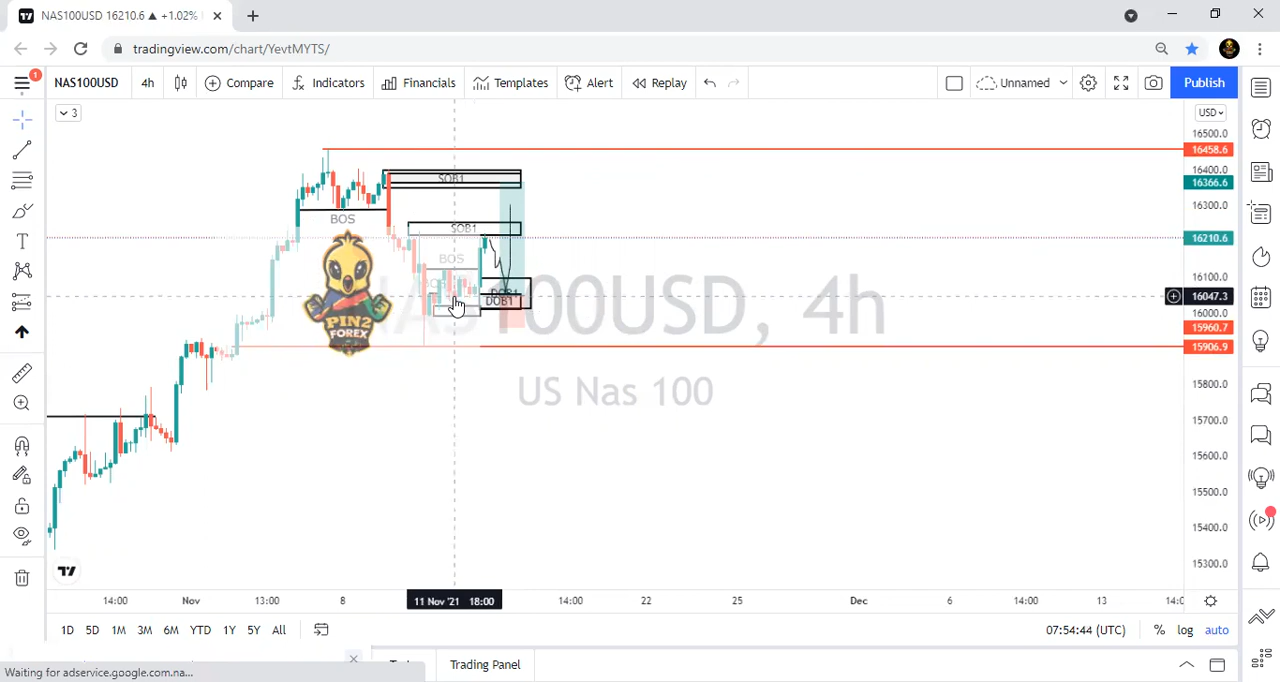 NAS100USD 16210.6 ▲ +1.02%
tradingview.com/chart/YevtMYTS/
1
NAS100USD 4h Compare Indicators Financials Templates Alert Replay Unnamed Publish
3
USD
16500.0
16458.6
SOB1
16400.0
16366.6
BOS
16300.0
SOB1
16210.6
BOS
16100.0
DOB1
DOB1
16047.3
NAS100USD, 4h
16000.0
PIN2
FOREX
15960.7
15906.9
US Nas 100
15800.0
15700.0
15600.0
15500.0
15400.0
15300.0
14:00 Nov 13:00 8 11 Nov '21 18:00 14:00 22 25 Dec 6 14:00 13
1D 5D 1M 3M 6M YTD 1Y 5Y All 07:54:44 (UTC) % log auto
Trading Panel
Waiting for adservice.google.com.na...